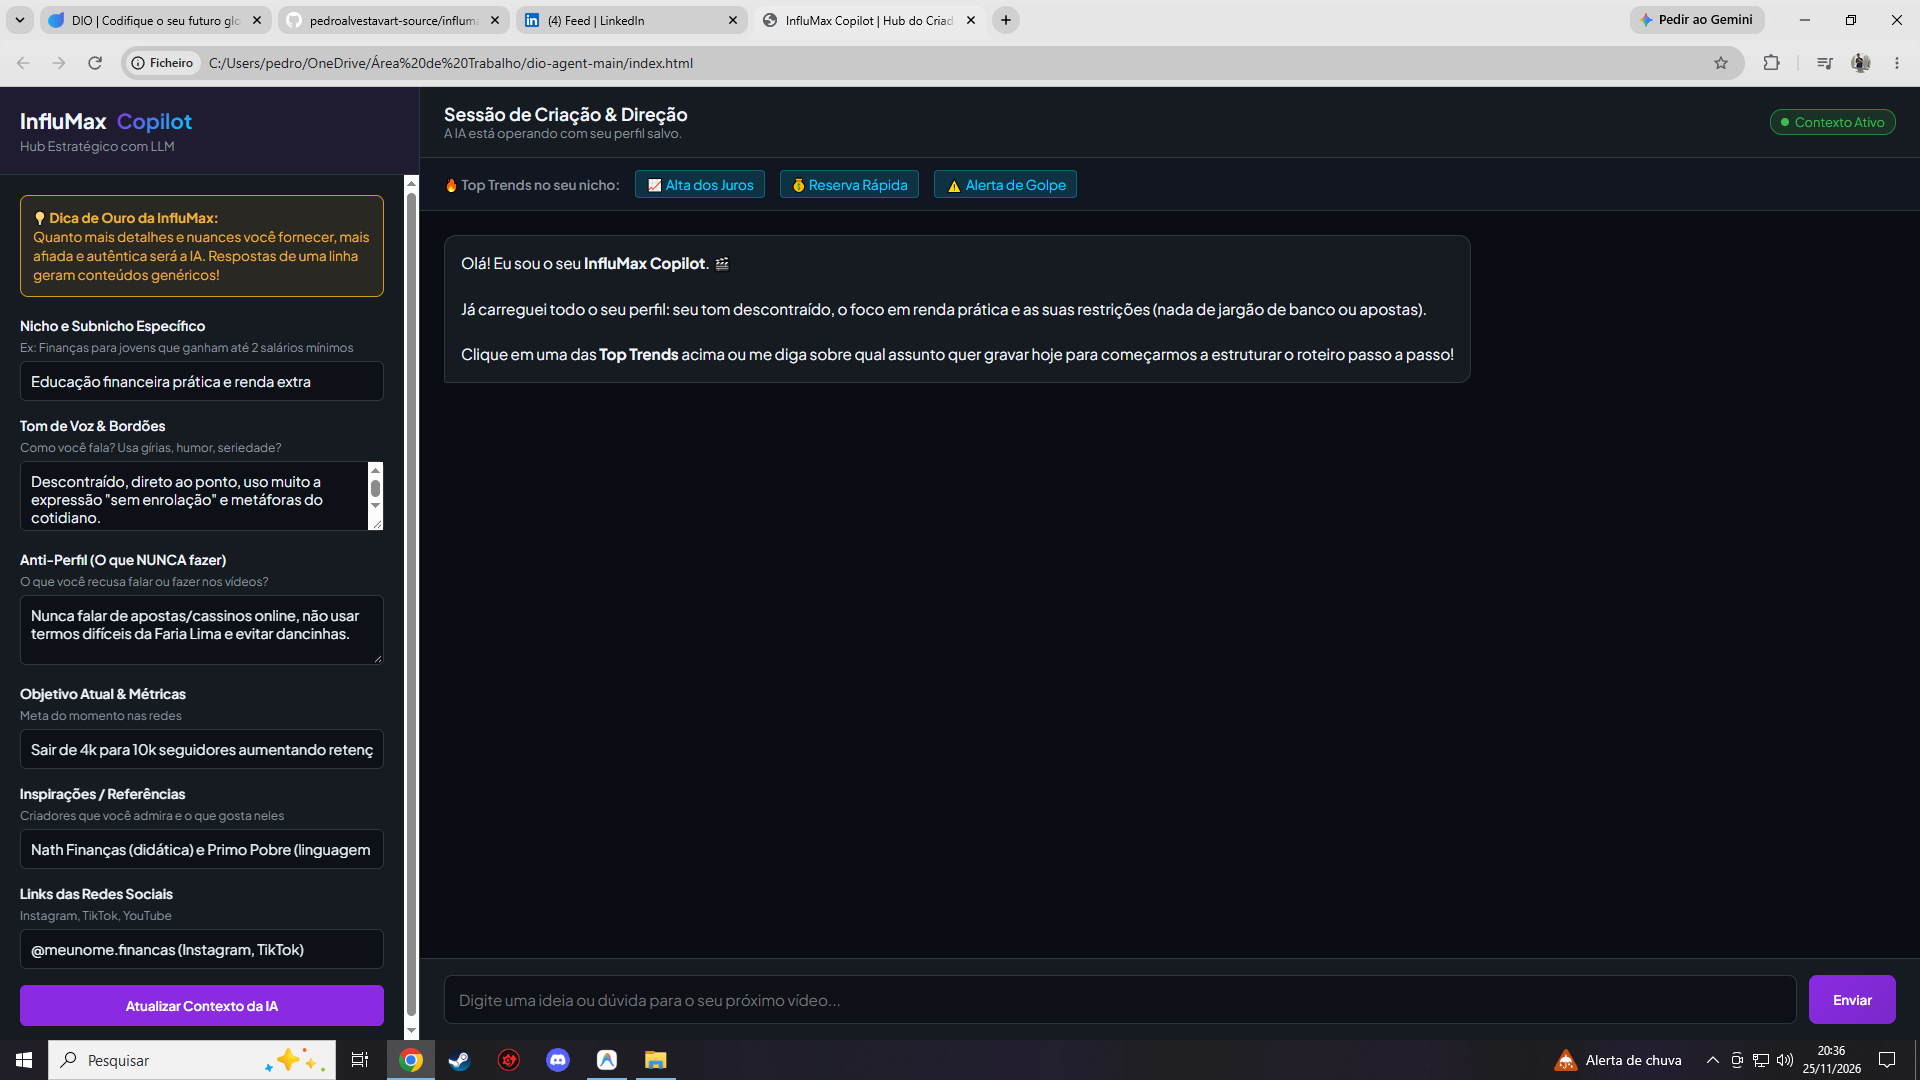 DIO | Codifique o seu futuro glo
pedroalvestavart-source/influma
(4) Feed | LinkedIn
InfluMax Copilot | Hub do Criad
Pedir ao Gemini
Ficheiro
C:/Users/pedro/OneDrive/Área%20de%20Trabalho/dio-agent-main/index.html
InfluMax Copilot
Hub Estratégico com LLM
Dica de Ouro da InfluMax:
Quanto mais detalhes e nuances você fornecer, mais
afiada e autêntica será a IA. Respostas de uma linha
geram conteúdos genéricos!
Nicho e Subnicho Específico
Ex: Finanças para jovens que ganham até 2 salários mínimos
Educação financeira prática e renda extra
Tom de Voz & Bordões
Como você fala? Usa gírias, humor, seriedade?
Descontraído, direto ao ponto, uso muito a
expressão "sem enrolação" e metáforas do
cotidiano.
Anti-Perfil (O que NUNCA fazer)
O que você recusa falar ou fazer nos vídeos?
Nunca falar de apostas/cassinos online, não usar
termos difíceis da Faria Lima e evitar dancinhas.
Objetivo Atual & Métricas
Meta do momento nas redes
Sair de 4k para 10k seguidores aumentando retenç
Inspirações / Referências
Criadores que você admira e o que gosta neles
Nath Finanças (didática) e Primo Pobre (linguagem
Links das Redes Sociais
Instagram, TikTok, YouTube
@meunome.financas (Instagram, TikTok)
Atualizar Contexto da IA
Sessão de Criação & Direção
A IA está operando com seu perfil salvo.
Contexto Ativo
🔥 Top Trends no seu nicho:
📈 Alta dos Juros
💰 Reserva Rápida
⚠️ Alerta de Golpe
Olá! Eu sou o seu InfluMax Copilot. 🎬
Já carreguei todo o seu perfil: seu tom descontraído, o foco em renda prática e as suas restrições (nada de jargão de banco ou apostas).
Clique em uma das Top Trends acima ou me diga sobre qual assunto quer gravar hoje para começarmos a estruturar o roteiro passo a passo!
Digite uma ideia ou dúvida para o seu próximo vídeo...
Enviar
Pesquisar
Alerta de chuva
20:36
25/11/2026